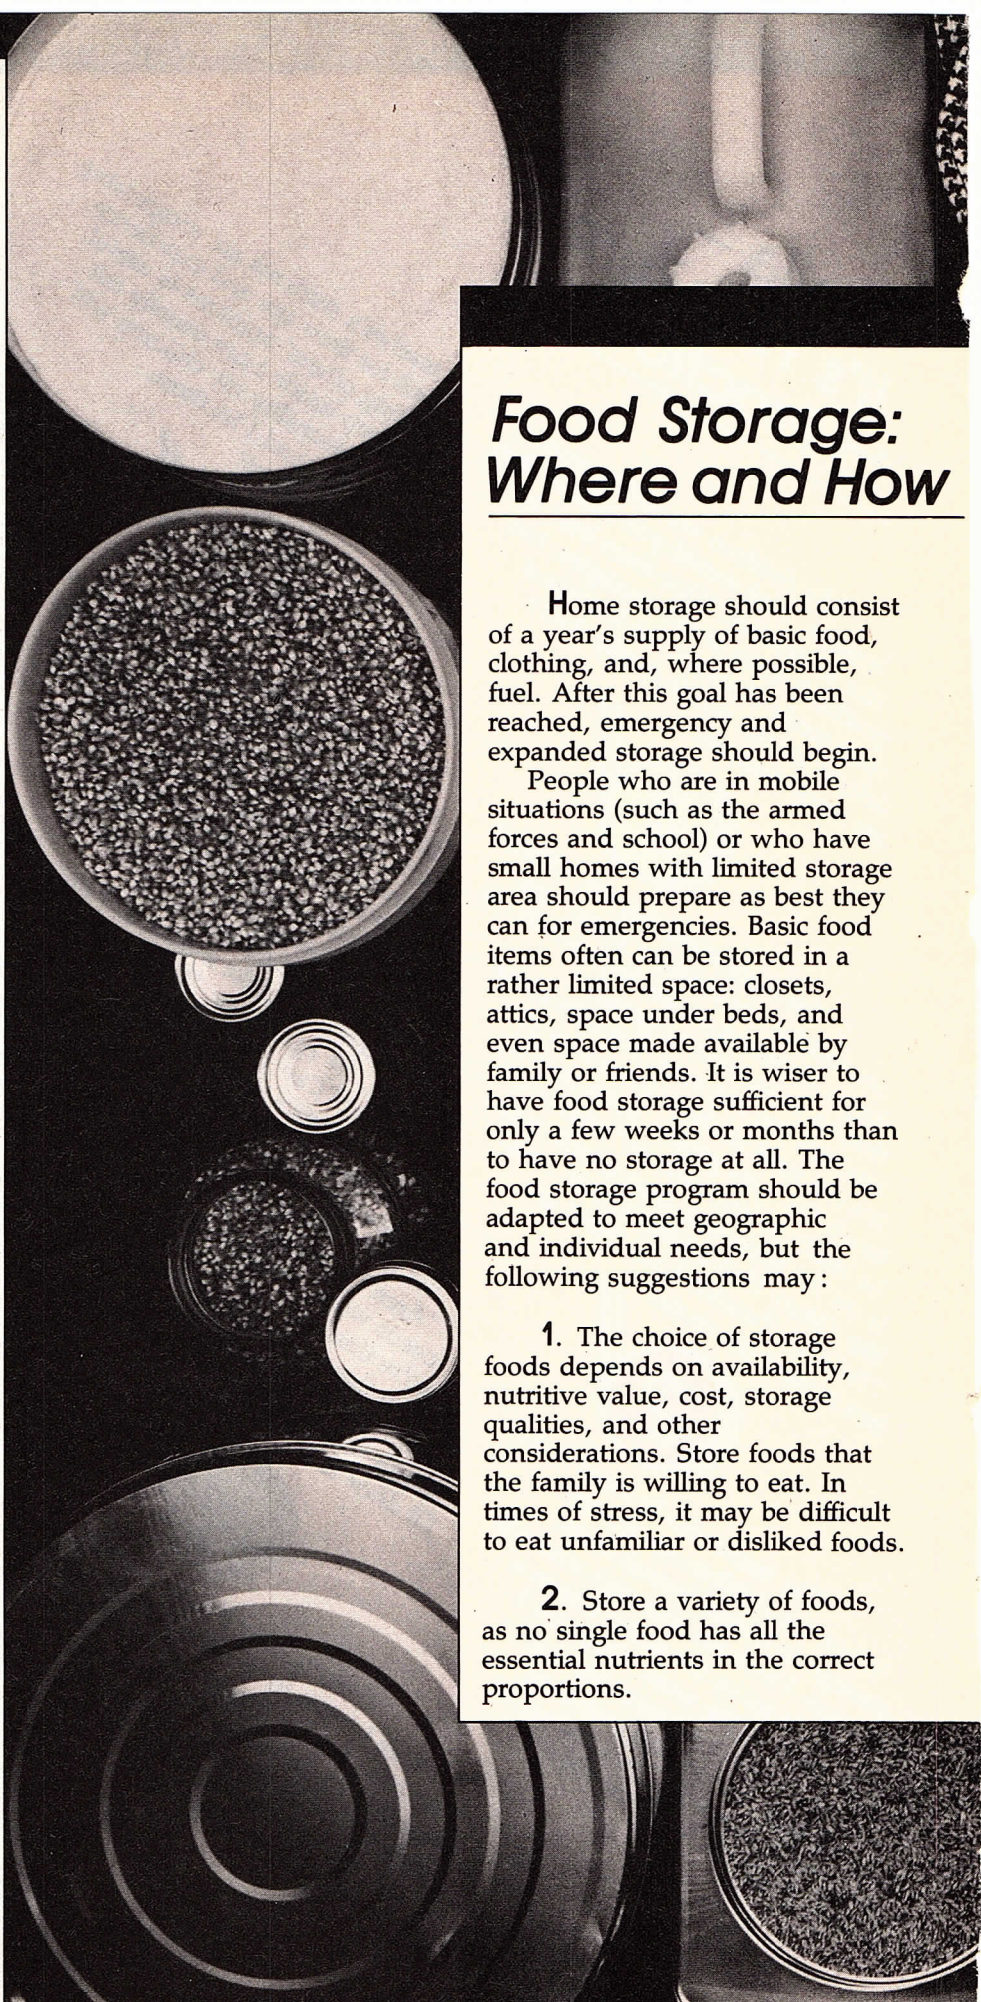 Food Storage:
Where and How
Home storage should consist
of a year's supply of basic food,
clothing, and, where possible,
fuel. After this goal has been
reached, emergency and
expanded storage should begin.
People who are in mobile
situations (such as the armed
forces and school) or who have
small homes with limited storage
area should prepare as best they
can for emergencies. Basic food
items often can be stored in a
rather limited space: closets,
attics, space under beds, and
even space made available by
family or friends. It is wiser to
have food storage sufficient for
only a few weeks or months than
to have no storage at all. The
food storage program should be
adapted to meet geographic
and individual needs, but the
following suggestions may:
1. The choice of storage
foods depends on availability,
nutritive value, cost, storage
qualities, and other
considerations. Store foods that
the family is willing to eat. In
times of stress, it may be difficult
to eat unfamiliar or disliked foods.
2. Store a variety of foods,
as no single food has all the
essential nutrients in the correct
proportions.